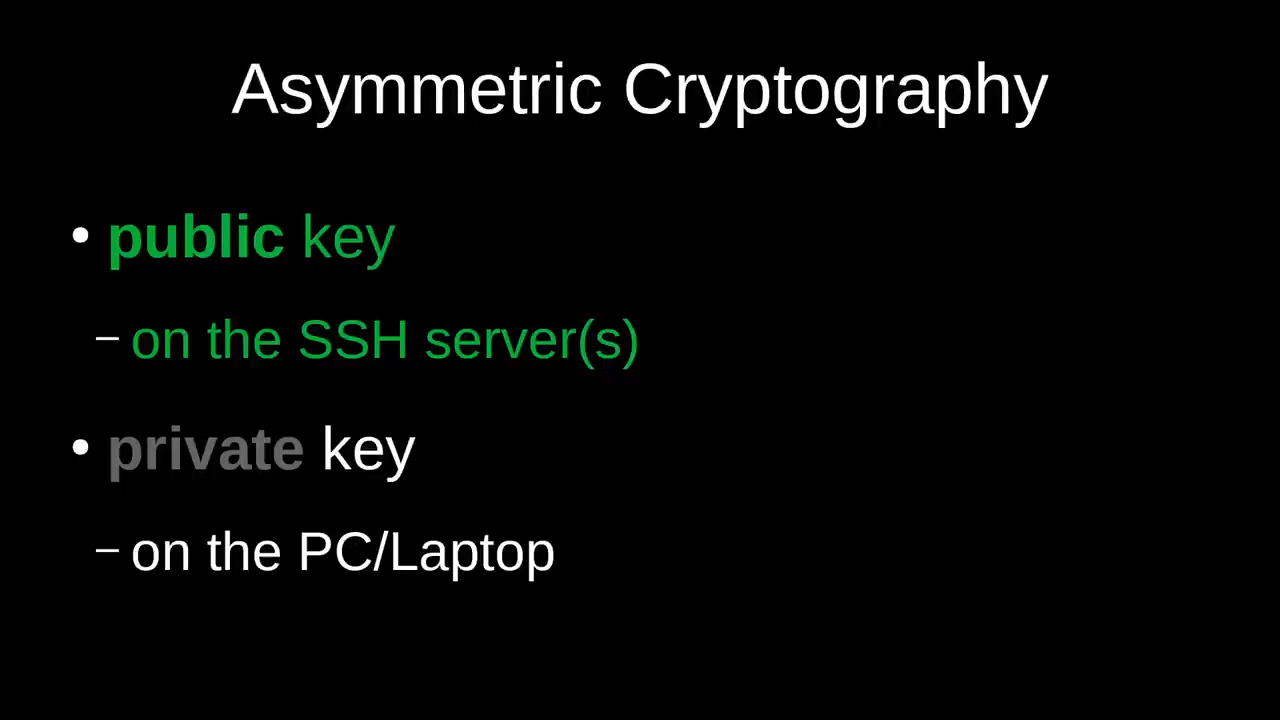 Asymmetric Cryptography
• public key
– on the SSH server(s)
• private key
– on the PC/Laptop